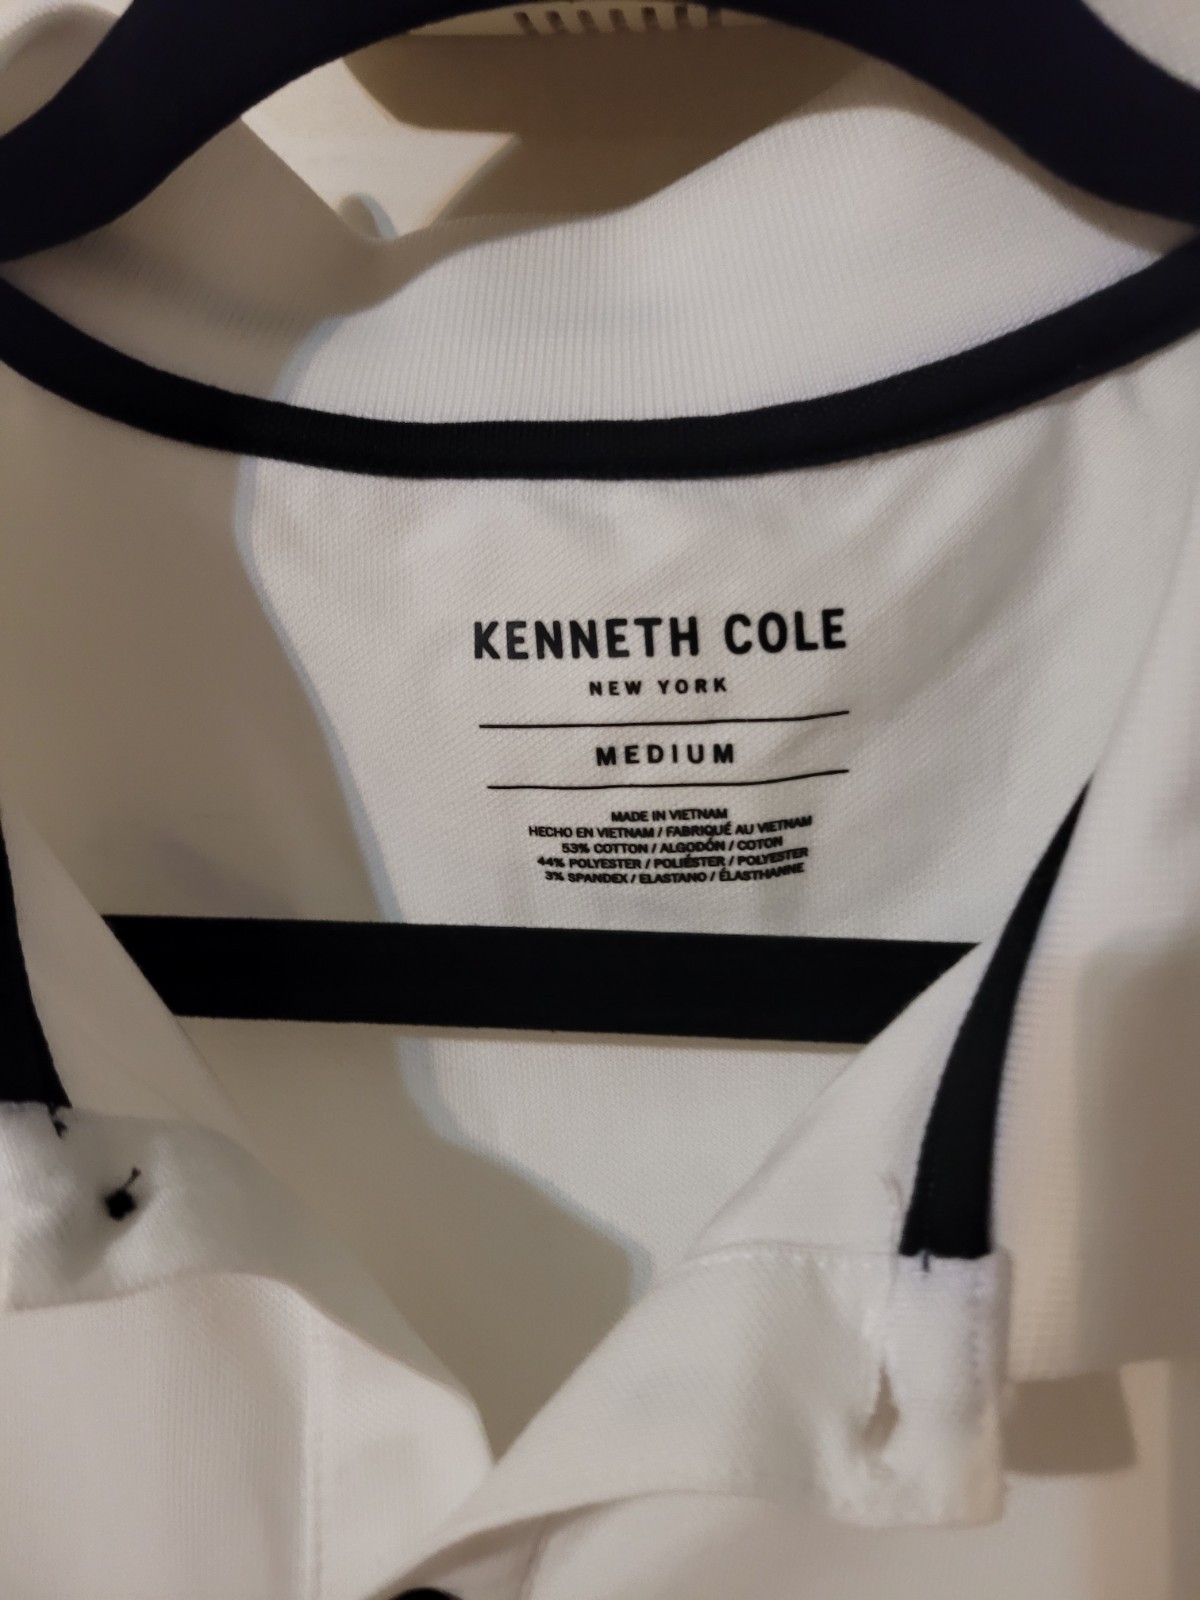 KENNETH COLE
NEW YORK
MEDIUM
MADE IN VIETNAM
HECHO EN VIETNAM / FABRIQUÉ AU VIETNAM
53% COTTON / ALGODÓN / COTON
44% POLYESTER / POLIÉSTER / POLYESTER
3% SPANDEX / ELASTANO / ÉLASTHANNE